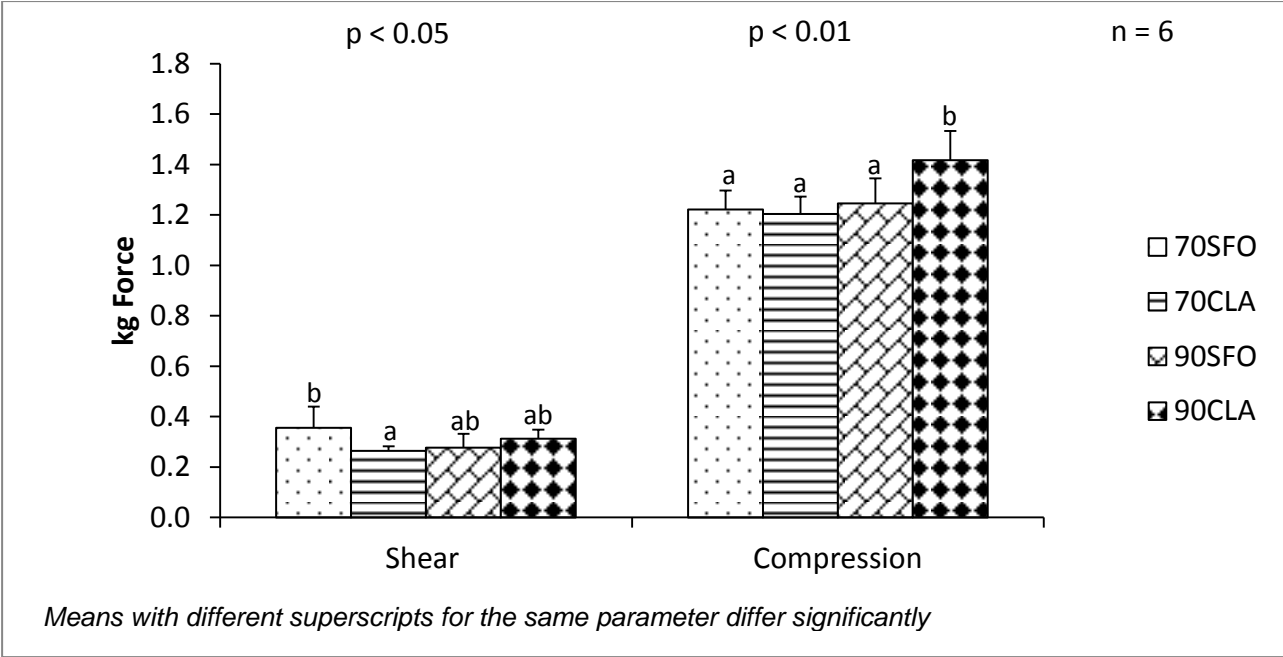 p < 0.05 p < 0.01 n = 6
1.8
1.6
1.4
1.2
1.0
0.8
0.6
0.4
0.2
0.0
kg Force
b a ab ab
a a a b
Shear Compression
70SFO
70CLA
90SFO
90CLA
Means with different superscripts for the same parameter differ significantly